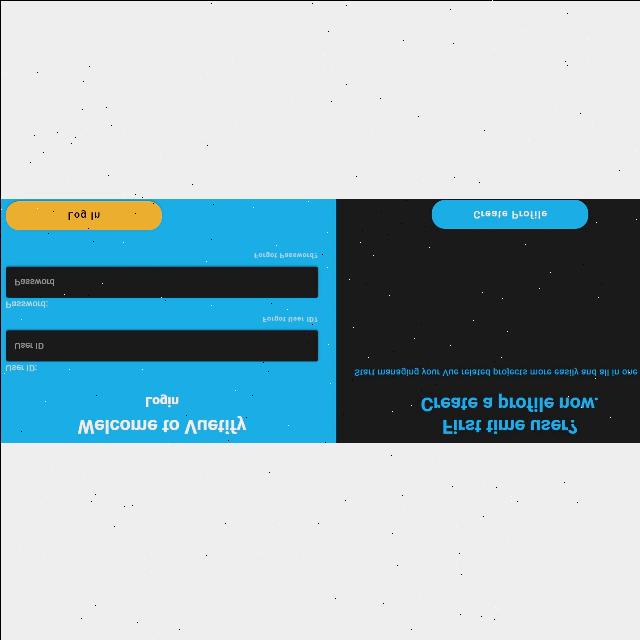 Welcome to Vuetify
Login
User ID:
User ID
Forgot User ID?
Password:
Password
Forgot Password?
Log In
First time user?
Create a profile now.
Start managing your Vue related projects more easily and all in one
Create Profile